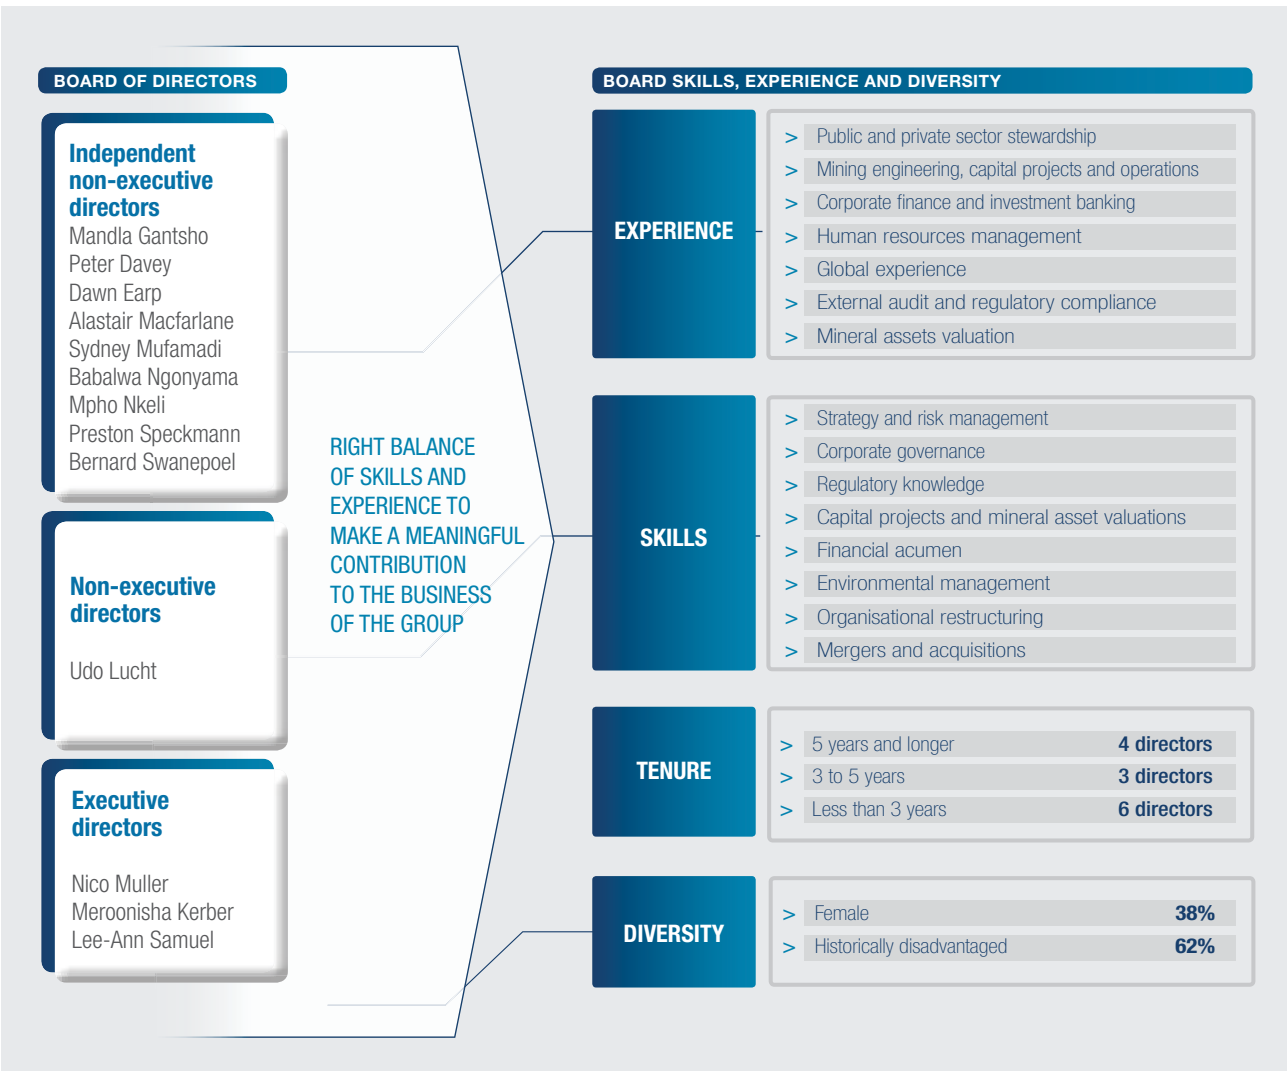 BOARD OF DIRECTORS
Independent
non-executive
directors
Mandla Gantsho
Peter Davey
Dawn Earp
Alastair Macfarlane
Sydney Mufamadi
Babalwa Ngonyama
Mpho Nkeli
Preston Speckmann
Bernard Swanepoel
Non-executive
directors
Udo Lucht
Executive
directors
Nico Muller
Meroonisha Kerber
Lee-Ann Samuel
RIGHT BALANCE
OF SKILLS AND
EXPERIENCE TO
MAKE A MEANINGFUL
CONTRIBUTION
TO THE BUSINESS
OF THE GROUP
BOARD SKILLS, EXPERIENCE AND DIVERSITY
EXPERIENCE
> Public and private sector stewardship
> Mining engineering, capital projects and operations
> Corporate finance and investment banking
> Human resources management
> Global experience
> External audit and regulatory compliance
> Mineral assets valuation
SKILLS
> Strategy and risk management
> Corporate governance
> Regulatory knowledge
> Capital projects and mineral asset valuations
> Financial acumen
> Environmental management
> Organisational restructuring
> Mergers and acquisitions
TENURE
> 5 years and longer 4 directors
> 3 to 5 years 3 directors
> Less than 3 years 6 directors
DIVERSITY
> Female 38%
> Historically disadvantaged 62%